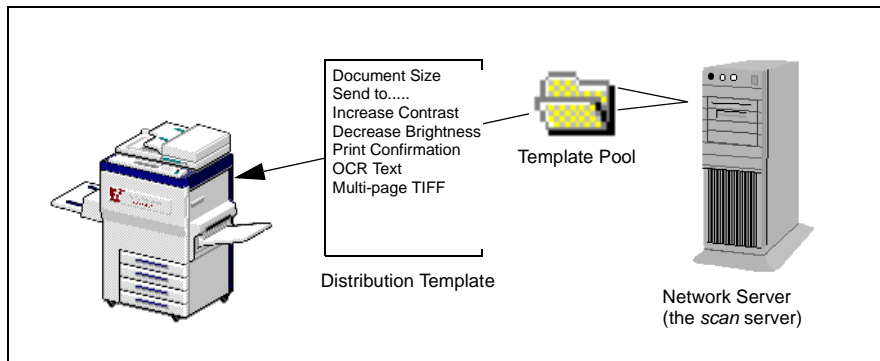 Document Size
Send to.....
Increase Contrast
Decrease Brightness
Print Confirmation
OCR Text
Multi-page TIFF
Distribution Template
Template Pool
Network Server
(the scan server)